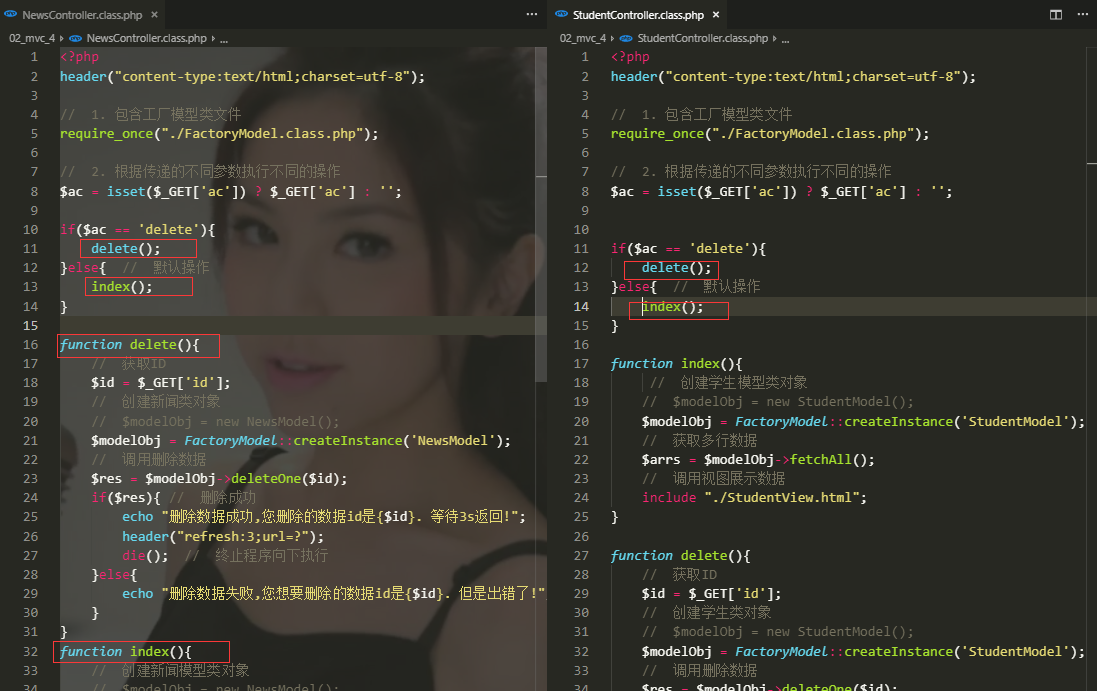 NewsController.class.php ×
02_mvc_4 > NewsController.class.php > ...
1 <?php
2 header("content-type:text/html;charset=utf-8");
3
4 // 1. 包含工厂模型类文件
5 require_once("./FactoryModel.class.php");
6
7 // 2. 根据传递的不同参数执行不同的操作
8 $ac = isset($_GET['ac']) ? $_GET['ac'] : '';
9
10 if($ac == 'delete'){
11 delete();
12 }else{ // 默认操作
13 index();
14 }
15
16 function delete(){
17 // 获取ID
18 $id = $_GET['id'];
19 // 创建新闻类对象
20 // $modelObj = new NewsModel();
21 $modelObj = FactoryModel::createInstance('NewsModel');
22 // 调用删除数据
23 $res = $modelObj->deleteOne($id);
24 if($res){ // 删除成功
25 echo "删除数据成功,您删除的数据id是{$id}. 等待3s返回!";
26 header("refresh:3;url=?");
27 die(); // 终止程序向下执行
28 }else{
29 echo "删除数据失败,您想要删除的数据id是{$id}. 但是出错了!"
30 }
31 }
32 function index(){
33 // 创建新闻模型类对象
34 // $modelObj = new NewsModel();
StudentController.class.php ×
02_mvc_4 > StudentController.class.php > ...
1 <?php
2 header("content-type:text/html;charset=utf-8");
3
4 // 1. 包含工厂模型类文件
5 require_once("./FactoryModel.class.php");
6
7 // 2. 根据传递的不同参数执行不同的操作
8 $ac = isset($_GET['ac']) ? $_GET['ac'] : '';
9
10
11 if($ac == 'delete'){
12 delete();
13 }else{ // 默认操作
14 index();
15 }
16
17 function index(){
18 // 创建学生模型类对象
19 // $modelObj = new StudentModel();
20 $modelObj = FactoryModel::createInstance('StudentModel');
21 // 获取多行数据
22 $arrs = $modelObj->fetchAll();
23 // 调用视图展示数据
24 include "./StudentView.html";
25 }
26
27 function delete(){
28 // 获取ID
29 $id = $_GET['id'];
30 // 创建学生类对象
31 // $modelObj = new StudentModel();
32 $modelObj = FactoryModel::createInstance('StudentModel');
33 // 调用删除数据
34 $res = $modelObj->deleteOne($id);